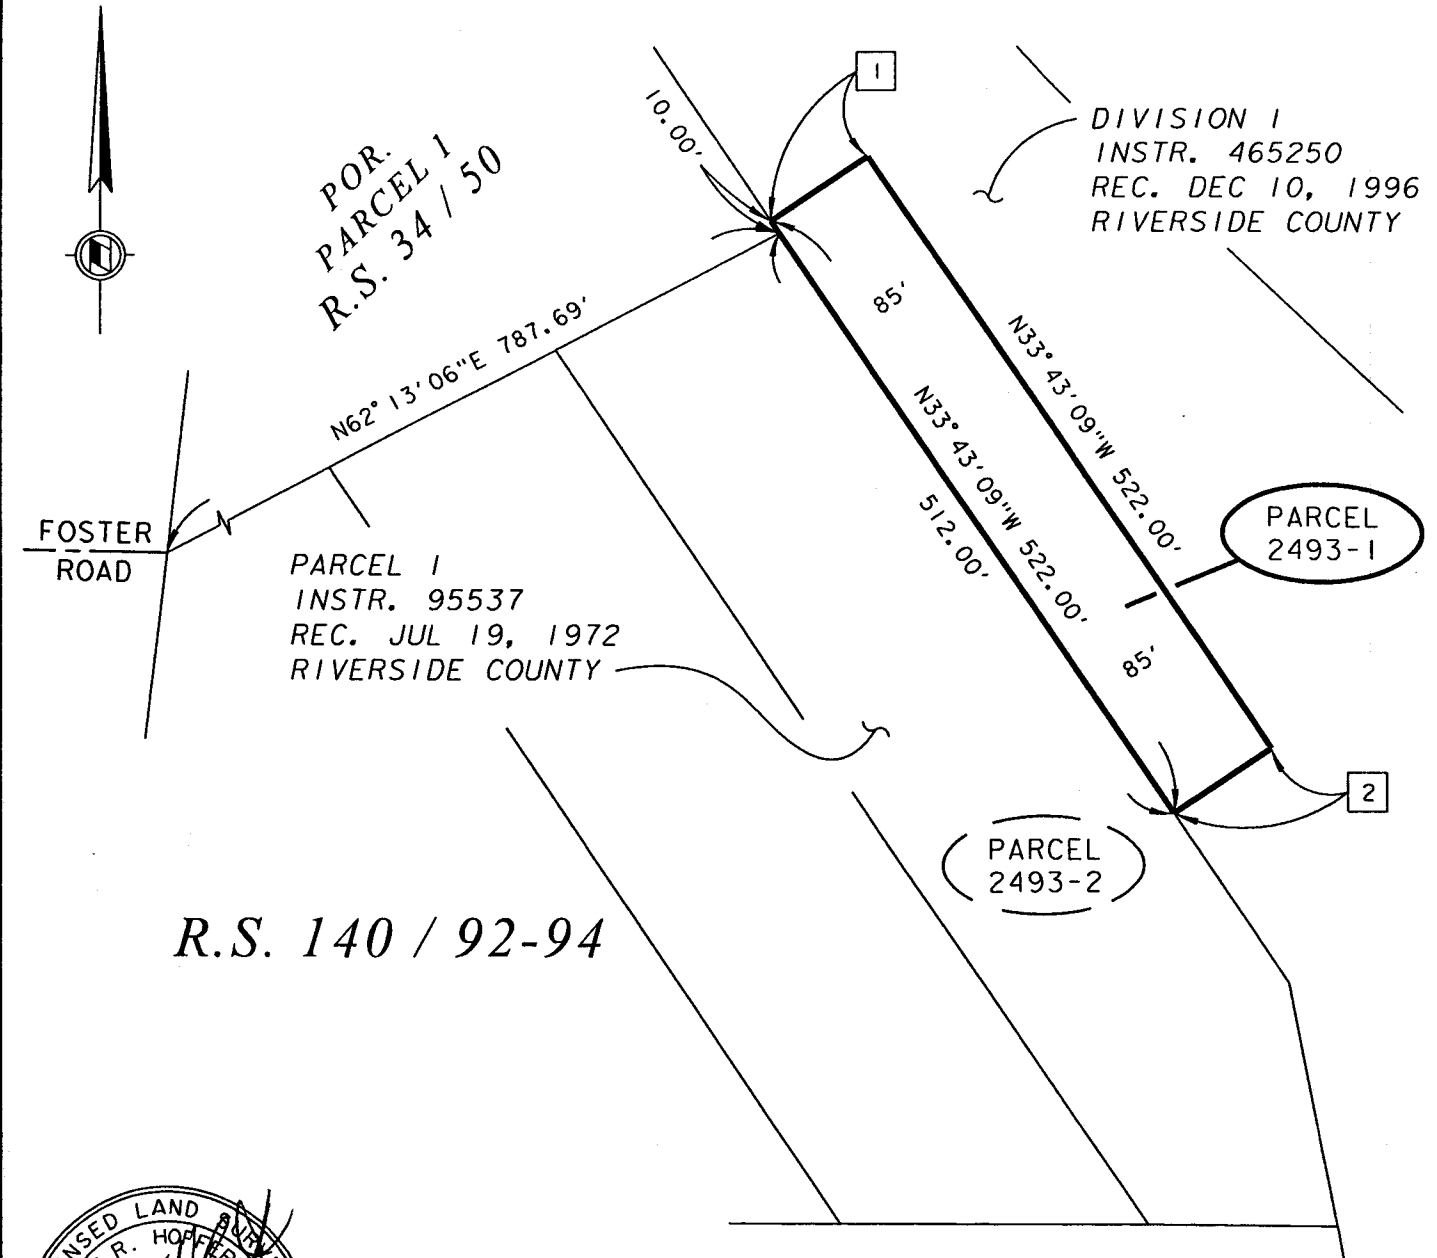 1
10.00'
DIVISION 1
INSTR. 465250
REC. DEC 10, 1996
RIVERSIDE COUNTY
POR.
PARCEL 1
R.S. 34 / 50
85'
N62° 13' 06"E 787.69'
N33° 43' 09"W 522.00'
N33° 43' 09"W 522.00'
512.00'
PARCEL
2493-1
FOSTER
ROAD
PARCEL 1
INSTR. 95537
REC. JUL 19, 1972
RIVERSIDE COUNTY
85'
2
PARCEL
2493-2
R.S. 140 / 92-94
LAND
R.